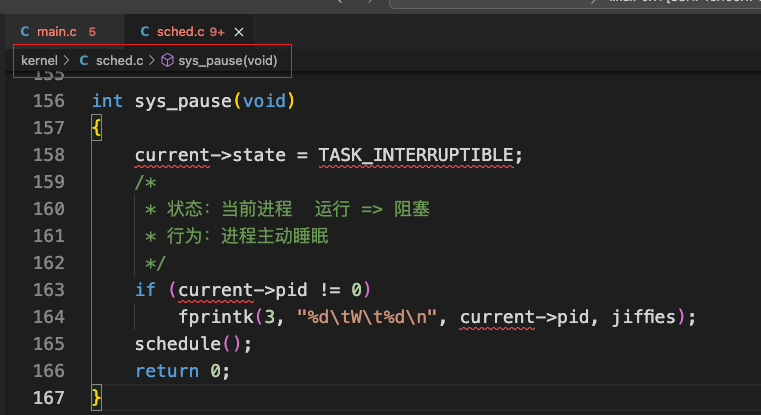 C main.c 5
C sched.c 9+ ×
kernel > C sched.c > sys_pause(void)
155
156 int sys_pause(void)
157 {
158 current->state = TASK_INTERRUPTIBLE;
159 /*
160 * 状态：当前进程 运行 => 阻塞
161 * 行为：进程主动睡眠
162 */
163 if (current->pid != 0)
164 fprintk(3, "%d\tW\t%d\n", current->pid, jiffies);
165 schedule();
166 return 0;
167 }